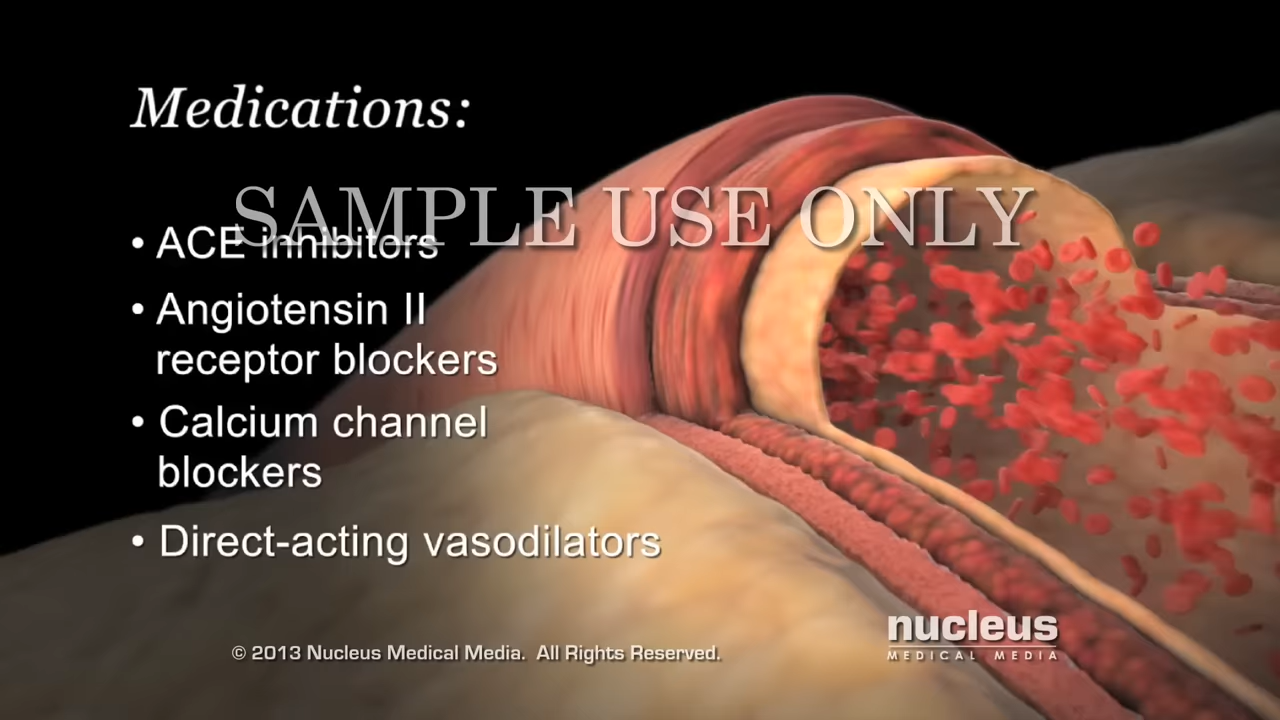 Medications:
SAMPLE USE ONLY
• ACE inhibitors
• Angiotensin II
receptor blockers
• Calcium channel
blockers
• Direct-acting vasodilators
nucleus
MEDICAL MEDIA
© 2013 Nucleus Medical Media. All Rights Reserved.